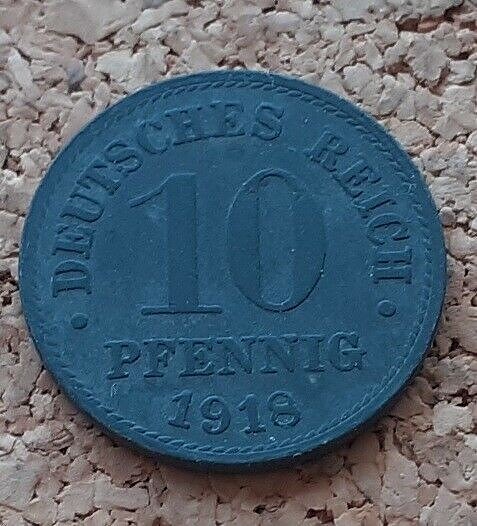 DEUTSCHES REICH
10
PFENNIG
1918